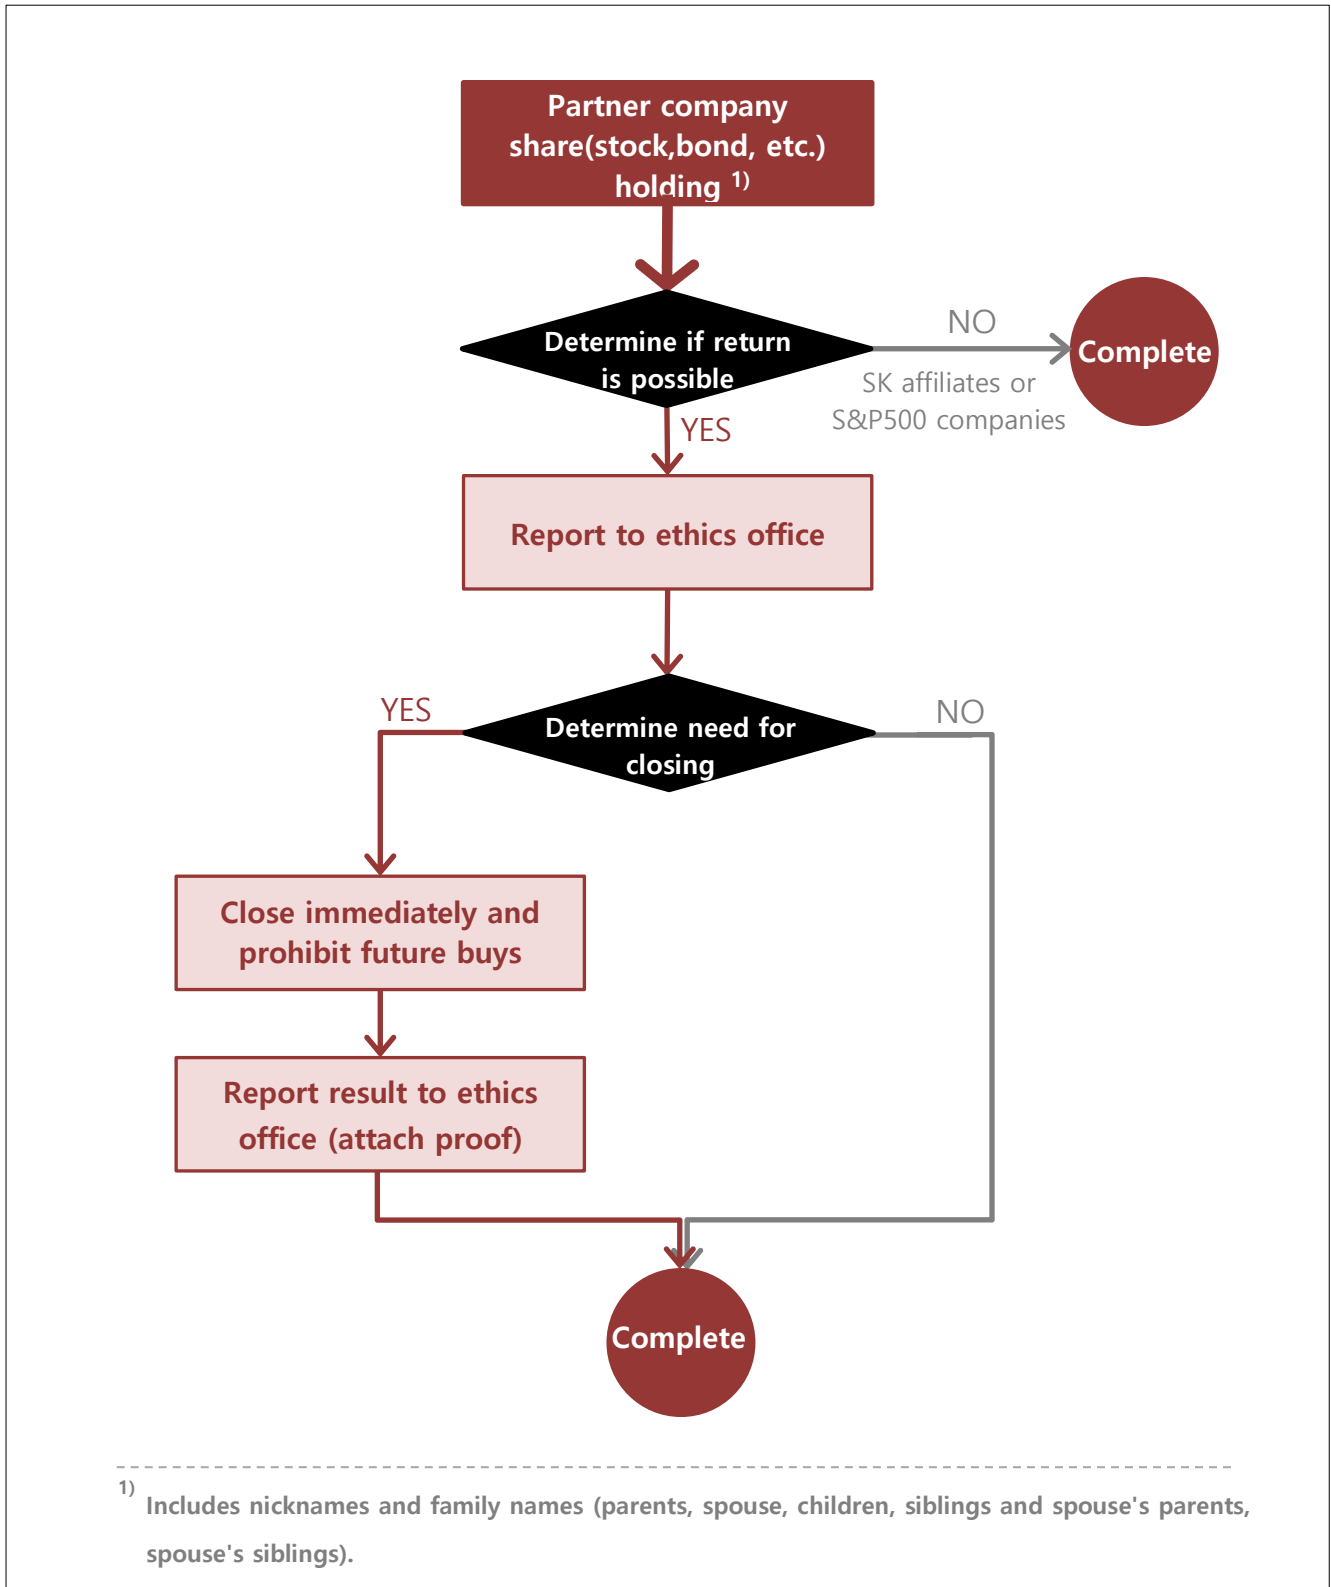 Partner company
share(stock,bond, etc.)
holding 1)
Determine if return
is possible
NO
SK affiliates or
S&P500 companies
Complete
YES
Report to ethics office
Determine need for
closing
YES
NO
Close immediately and
prohibit future buys
Report result to ethics
office (attach proof)
Complete
1) Includes nicknames and family names (parents, spouse, children, siblings and spouse's parents,
spouse's siblings).